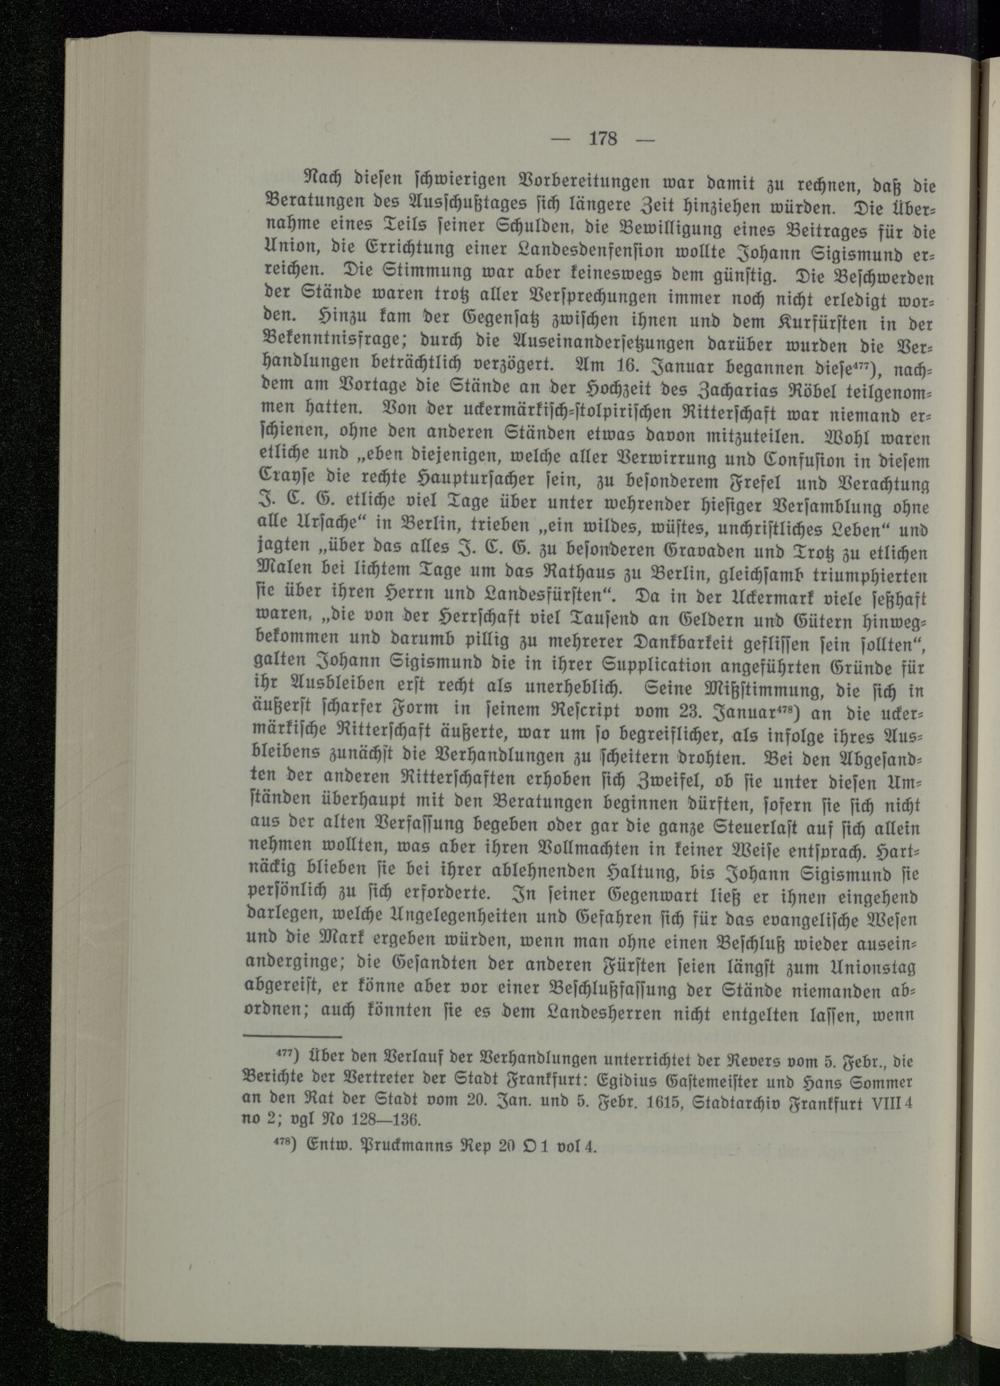 — 178 —
Nach diesen schwierigen Vorbereitungen war damit zu rechnen, daß die
Beratungen des Ausschußtages sich längere Zeit hinziehen würden. Die Über-
nahme eines Teils seiner Schulden, die Bewilligung eines Beitrages für die
Union, die Errichtung einer Landesdenfension wollte Johann Sigismund er-
reichen. Die Stimmung war aber keineswegs dem günstig. Die Beschwerden
der Stände waren trotz aller Versprechungen immer noch nicht erledigt wor-
den. Hinzu kam der Gegensatz zwischen ihnen und dem Kurfürsten in der
Bekenntnisfrage; durch die Auseinandersetzungen darüber wurden die Ver-
handlungen beträchtlich verzögert. Am 16. Januar begannen diese⁴⁷⁷), nach-
dem am Vortage die Stände an der Hochzeit des Zacharias Röbel teilgenom-
men hatten. Von der uckermärkisch-stolpirischen Ritterschaft war niemand er-
schienen, ohne den anderen Ständen etwas davon mitzuteilen. Wohl waren
etliche und „eben diejenigen, welche aller Verwirrung und Confusion in diesem
Crayse die rechte Hauptursacher sein, zu besonderem Frefel und Verachtung
J. C. G. etliche viel Tage über unter wehrender hiesiger Versamblung ohne
alle Ursache“ in Berlin, trieben „ein wildes, wüstes, unchristliches Leben“ und
jagten „über das alles J. C. G. zu besonderen Gravaden und Trotz zu etlichen
Malen bei lichtem Tage um das Rathaus zu Berlin, gleichsamb triumphierten
sie über ihren Herrn und Landesfürsten“. Da in der Uckermark viele seßhaft
waren, „die von der Herrschaft viel Tausend an Geldern und Gütern hinweg-
bekommen und darumb pillig zu mehrerer Dankbarkeit geflissen sein sollten“,
galten Johann Sigismund die in ihrer Supplication angeführten Gründe für
ihr Ausbleiben erst recht als unerheblich. Seine Mißstimmung, die sich in
äußerst scharfer Form in seinem Rescript vom 23. Januar⁴⁷⁸) an die ucker-
märkische Ritterschaft äußerte, war um so begreiflicher, als infolge ihres Aus-
bleibens zunächst die Verhandlungen zu scheitern drohten. Bei den Abgesand-
ten der anderen Ritterschaften erhoben sich Zweifel, ob sie unter diesen Um-
ständen überhaupt mit den Beratungen beginnen dürften, sofern sie sich nicht
aus der alten Verfassung begeben oder gar die ganze Steuerlast auf sich allein
nehmen wollten, was aber ihren Vollmachten in keiner Weise entsprach. Hart-
näckig blieben sie bei ihrer ablehnenden Haltung, bis Johann Sigismund sie
persönlich zu sich erforderte. In seiner Gegenwart ließ er ihnen eingehend
darlegen, welche Ungelegenheiten und Gefahren sich für das evangelische Wesen
und die Mark ergeben würden, wenn man ohne einen Beschluß wieder ausein-
anderginge; die Gesandten der anderen Fürsten seien längst zum Unionstag
abgereist, er könne aber vor einer Beschlußfassung der Stände niemanden ab-
ordnen; auch könnten sie es dem Landesherren nicht entgelten lassen, wenn
⁴⁷⁷) Über den Verlauf der Verhandlungen unterrichtet der Revers vom 5. Febr., die
Berichte der Vertreter der Stadt Frankfurt: Egidius Gastemeister und Hans Sommer
an den Rat der Stadt vom 20. Jan. und 5. Febr. 1615, Stadtarchiv Frankfurt VIII 4
no 2; vgl No 128—136.
⁴⁷⁸) Entw. Pruckmanns Rep 20 O 1 vol 4.